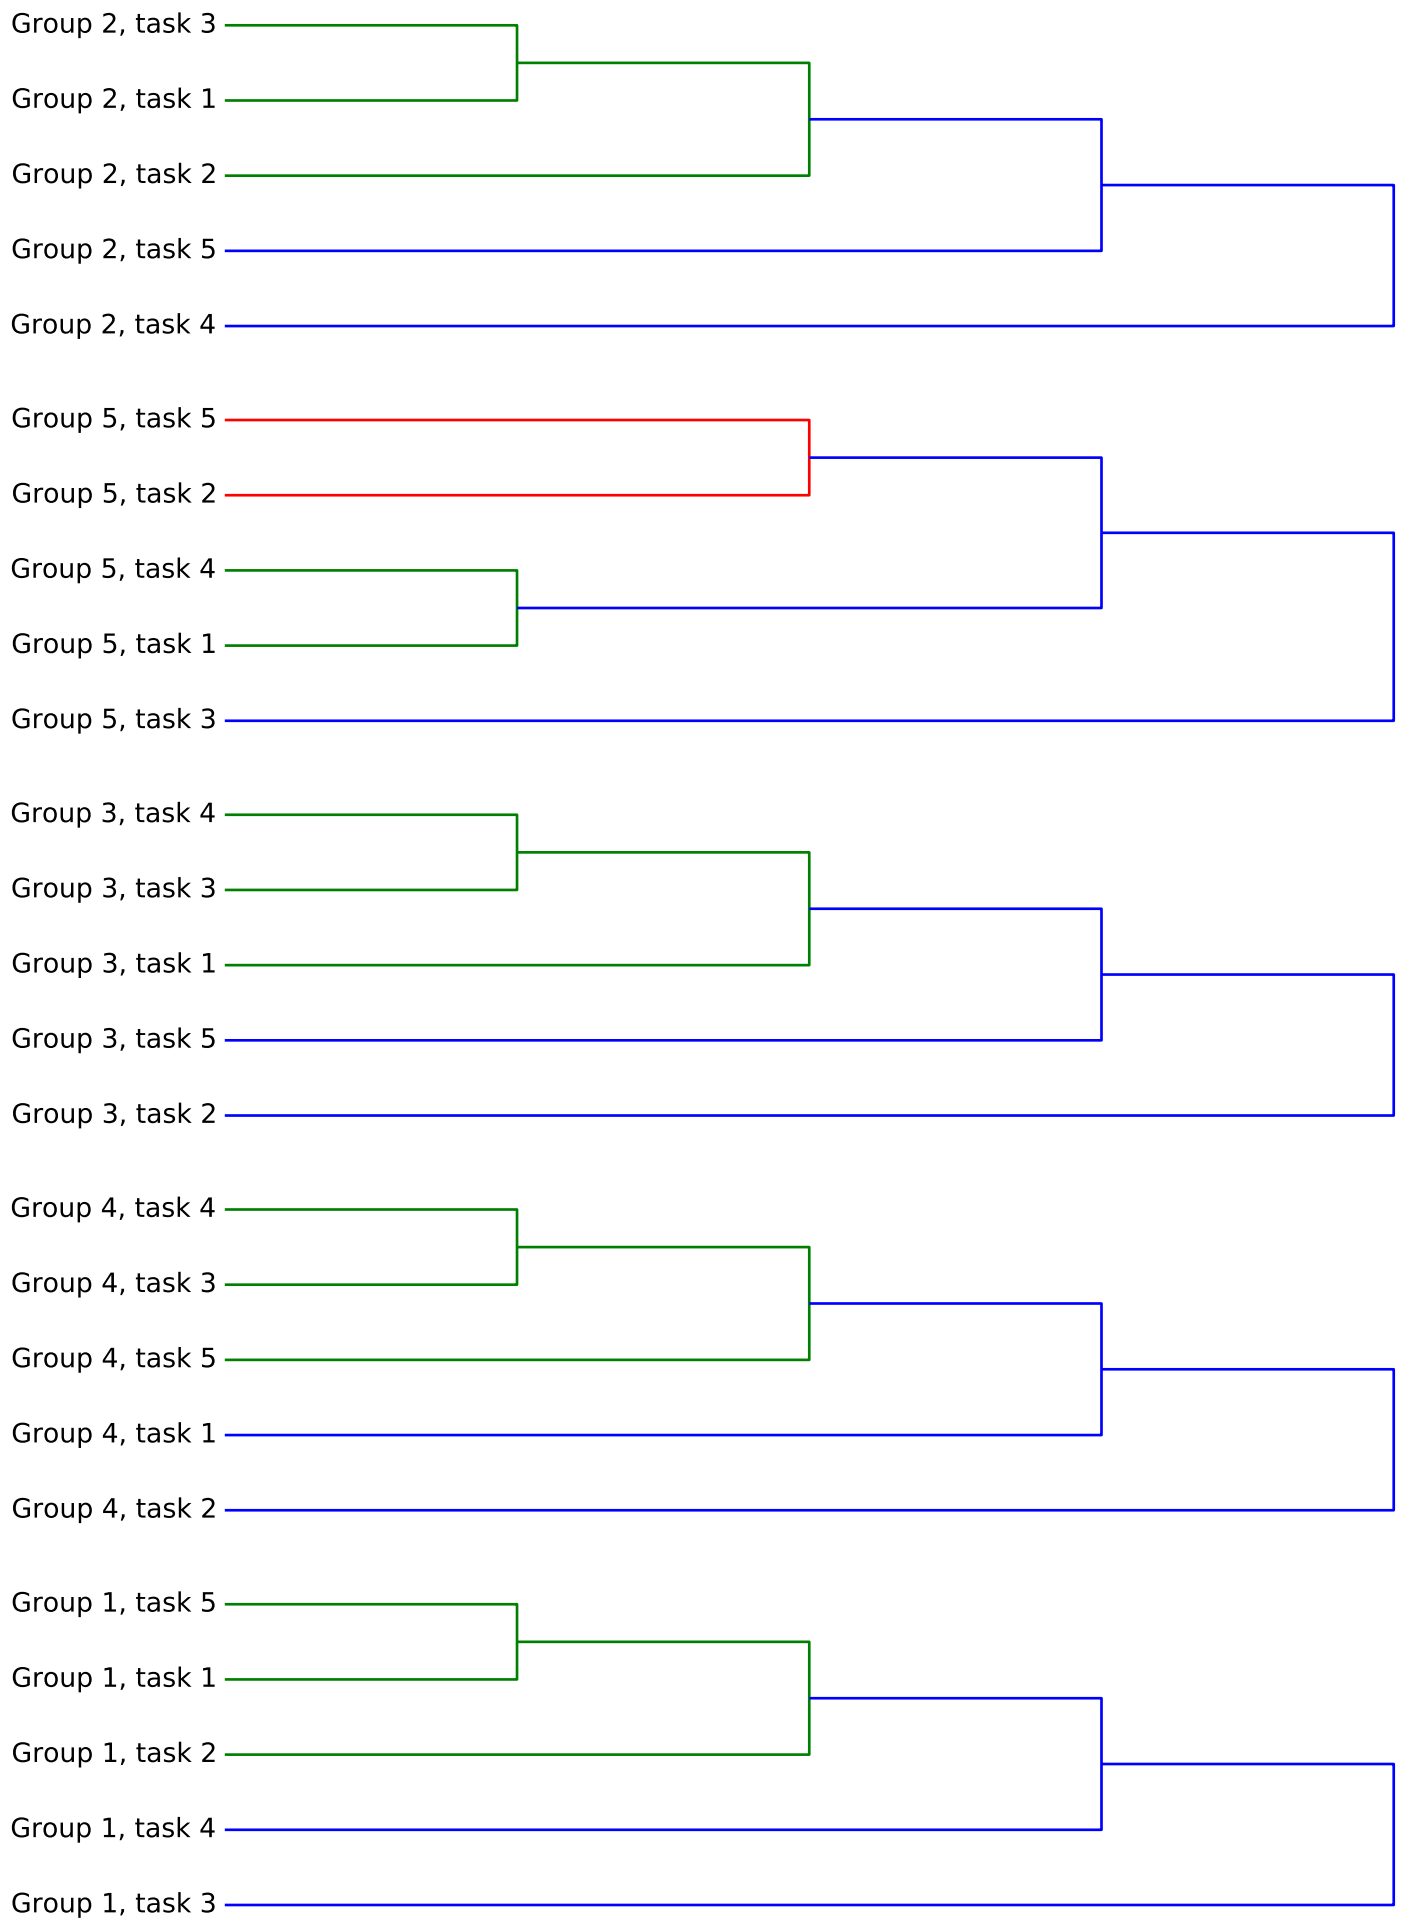 Group 2, task 3
Group 2, task 1
Group 2, task 2
Group 2, task 5
Group 2, task 4
Group 5, task 5
Group 5, task 2
Group 5, task 4
Group 5, task 1
Group 5, task 3
Group 3, task 4
Group 3, task 3
Group 3, task 1
Group 3, task 5
Group 3, task 2
Group 4, task 4
Group 4, task 3
Group 4, task 5
Group 4, task 1
Group 4, task 2
Group 1, task 5
Group 1, task 1
Group 1, task 2
Group 1, task 4
Group 1, task 3